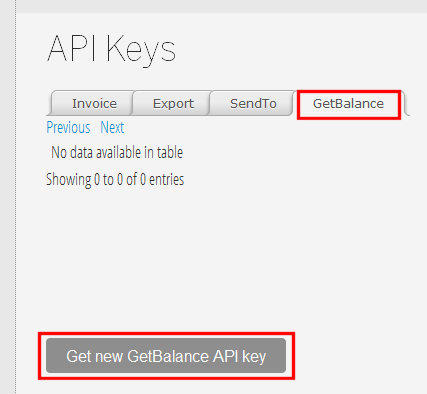 API Keys
Invoice Export SendTo GetBalance
Previous Next
No data available in table
Showing 0 to 0 of 0 entries
Get new GetBalance API key